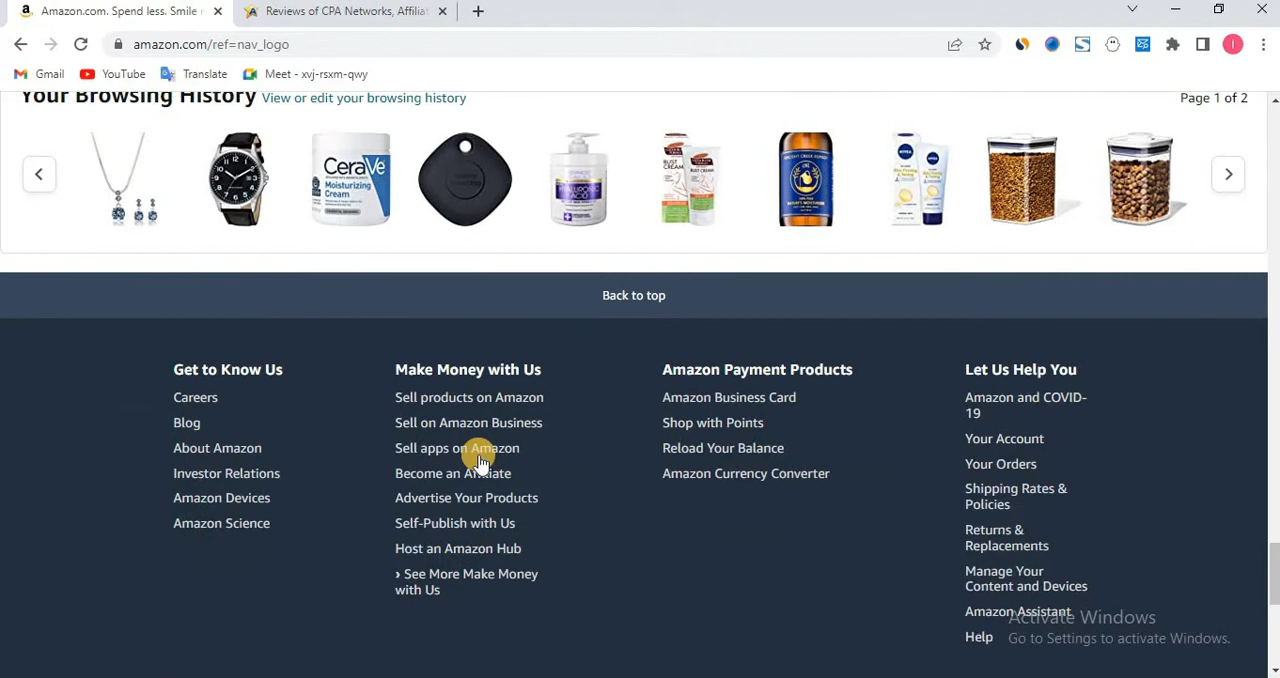 Amazon.com. Spend less. Smile
Reviews of CPA Networks, Affiliat
amazon.com/ref=nav_logo
Gmail YouTube Translate Meet - xvj-rsxm-qwy
Your Browsing History View or edit your browsing history Page 1 of 2
CeraVe
Moisturizing
Cream
HYALURONIC
ACID
PALMER'S
BUST
CREAM
NIVEA
Back to top
Get to Know Us
Careers
Blog
About Amazon
Investor Relations
Amazon Devices
Amazon Science
Make Money with Us
Sell products on Amazon
Sell on Amazon Business
Sell apps on Amazon
Become an Affiliate
Advertise Your Products
Self-Publish with Us
Host an Amazon Hub
› See More Make Money
with Us
Amazon Payment Products
Amazon Business Card
Shop with Points
Reload Your Balance
Amazon Currency Converter
Let Us Help You
Amazon and COVID-
19
Your Account
Your Orders
Shipping Rates &
Policies
Returns &
Replacements
Manage Your
Content and Devices
Amazon Assistant
Help
Activate Windows
Go to Settings to activate Windows.